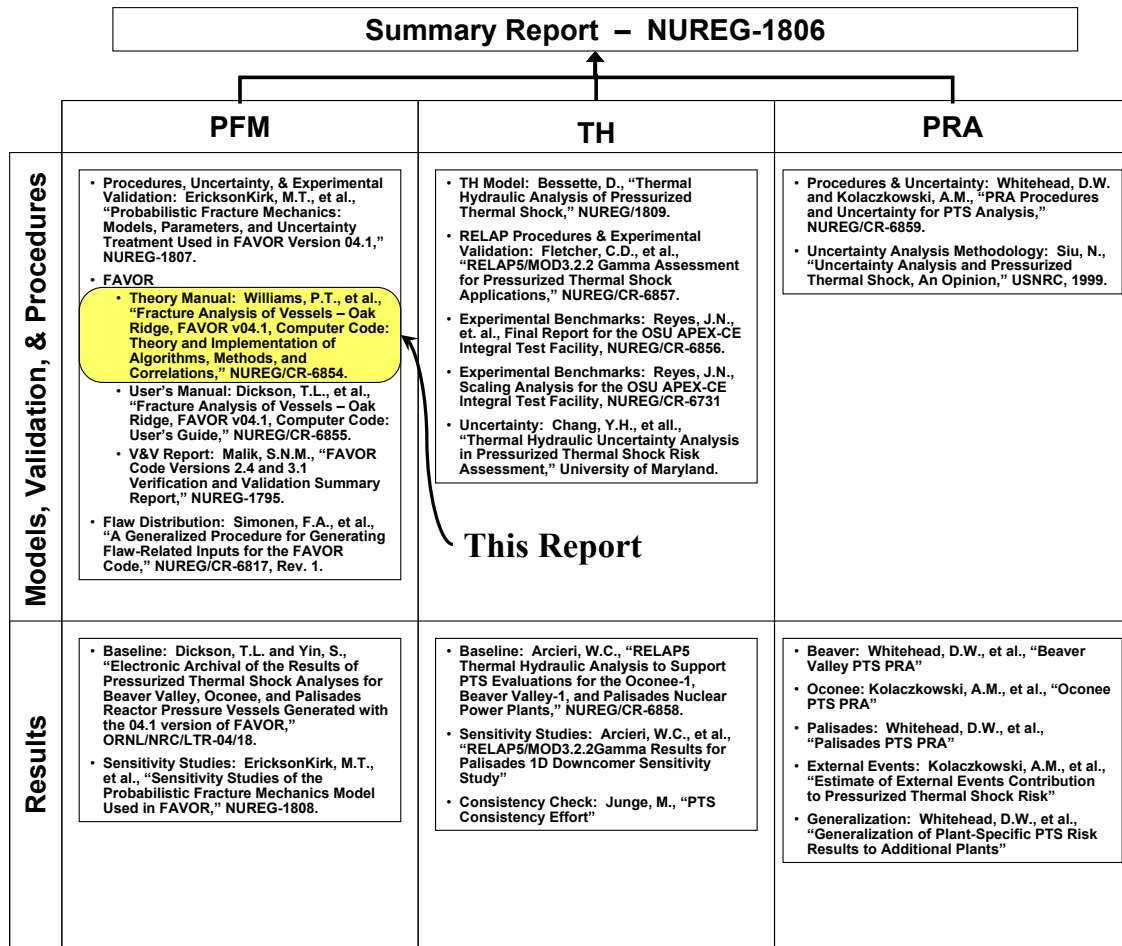 Summary Report – NUREG-1806
PFM
TH
PRA
Models, Validation, & Procedures
• Procedures, Uncertainty, & Experimental
Validation: EricksonKirk, M.T., et al.,
“Probabilistic Fracture Mechanics:
Models, Parameters, and Uncertainty
Treatment Used in FAVOR Version 04.1,”
NUREG-1807.
• FAVOR
• Theory Manual: Williams, P.T., et al.,
“Fracture Analysis of Vessels – Oak
Ridge, FAVOR v04.1, Computer Code:
Theory and Implementation of
Algorithms, Methods, and
Correlations,” NUREG/CR-6854.
• User’s Manual: Dickson, T.L., et al.,
“Fracture Analysis of Vessels – Oak
Ridge, FAVOR v04.1, Computer Code:
User’s Guide,” NUREG/CR-6855.
• V&V Report: Malik, S.N.M., “FAVOR
Code Versions 2.4 and 3.1
Verification and Validation Summary
Report,” NUREG-1795.
• Flaw Distribution: Simonen, F.A., et al.,
“A Generalized Procedure for Generating
Flaw-Related Inputs for the FAVOR
Code,” NUREG/CR-6817, Rev. 1.
• TH Model: Bessette, D., “Thermal
Hydraulic Analysis of Pressurized
Thermal Shock,” NUREG/1809.
• RELAP Procedures & Experimental
Validation: Fletcher, C.D., et al.,
“RELAP5/MOD3.2.2 Gamma Assessment
for Pressurized Thermal Shock
Applications,” NUREG/CR-6857.
• Experimental Benchmarks: Reyes, J.N.,
et. al., Final Report for the OSU APEX-CE
Integral Test Facility, NUREG/CR-6856.
• Experimental Benchmarks: Reyes, J.N.,
Scaling Analysis for the OSU APEX-CE
Integral Test Facility, NUREG/CR-6731
• Uncertainty: Chang, Y.H., et all.,
“Thermal Hydraulic Uncertainty Analysis
in Pressurized Thermal Shock Risk
Assessment,” University of Maryland.
This Report
• Procedures & Uncertainty: Whitehead, D.W.
and Kolaczkowski, A.M., “PRA Procedures
and Uncertainty for PTS Analysis,”
NUREG/CR-6859.
• Uncertainty Analysis Methodology: Siu, N.,
“Uncertainty Analysis and Pressurized
Thermal Shock, An Opinion,” USNRC, 1999.
Results
• Baseline: Dickson, T.L. and Yin, S.,
“Electronic Archival of the Results of
Pressurized Thermal Shock Analyses for
Beaver Valley, Oconee, and Palisades
Reactor Pressure Vessels Generated with
the 04.1 version of FAVOR,”
ORNL/NRC/LTR-04/18.
• Sensitivity Studies: EricksonKirk, M.T.,
et al., “Sensitivity Studies of the
Probabilistic Fracture Mechanics Model
Used in FAVOR,” NUREG-1808.
• Baseline: Arcieri, W.C., “RELAP5
Thermal Hydraulic Analysis to Support
PTS Evaluations for the Oconee-1,
Beaver Valley-1, and Palisades Nuclear
Power Plants,” NUREG/CR-6858.
• Sensitivity Studies: Arcieri, W.C., et al.,
“RELAP5/MOD3.2.2Gamma Results for
Palisades 1D Downcomer Sensitivity
Study”
• Consistency Check: Junge, M., “PTS
Consistency Effort”
• Beaver: Whitehead, D.W., et al., “Beaver
Valley PTS PRA”
• Oconee: Kolaczkowski, A.M., et al., “Oconee
PTS PRA”
• Palisades: Whitehead, D.W., et al.,
“Palisades PTS PRA”
• External Events: Kolaczkowski, A.M., et al.,
“Estimate of External Events Contribution
to Pressurized Thermal Shock Risk”
• Generalization: Whitehead, D.W., et al.,
“Generalization of Plant-Specific PTS Risk
Results to Additional Plants”